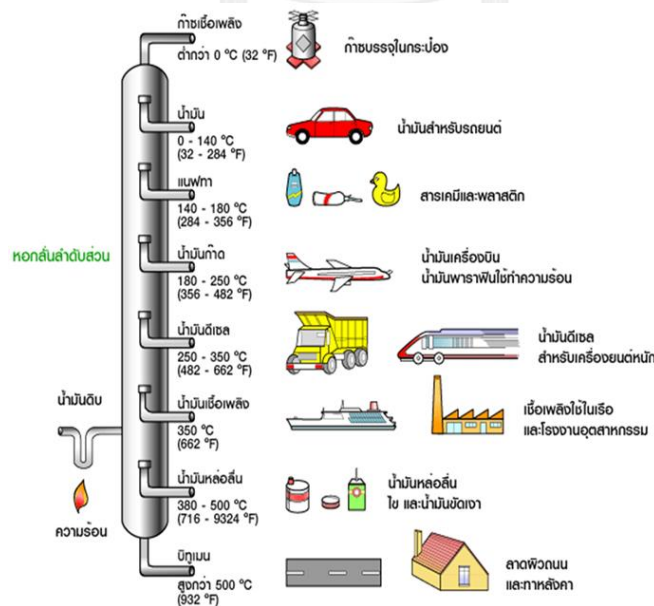 ก๊าซเชื้อเพลิง
ต่ำกว่า 0 °C (32 °F)
ก๊าซบรรจุในกระป๋อง
น้ำมัน
0 - 140 °C
(32 - 284 °F)
น้ำมันสำหรับรถยนต์
แนฟทา
140 - 180 °C
(284 - 356 °F)
สารเคมีและพลาสติก
หอกลั่นลำดับส่วน
น้ำมันก๊าด
180 - 250 °C
(356 - 482 °F)
น้ำมันเครื่องบิน
น้ำมันพาราฟินใช้ทำความร้อน
น้ำมันดีเซล
250 - 350 °C
(482 - 662 °F)
น้ำมันดีเซล
สำหรับเครื่องยนต์หนัก
น้ำมันดิบ
น้ำมันเชื้อเพลิง
350 °C
(662 °F)
เชื้อเพลิงใช้ในเรือ
และโรงงานอุตสาหกรรม
ความร้อน
น้ำมันหล่อลื่น
380 - 500 °C
(716 - 9324 °F)
น้ำมันหล่อลื่น
ไข และน้ำมันขัดเงา
บิทูเมน
สูงกว่า 500 °C
(932 °F)
ลาดผิวถนน
และทาหลังคา